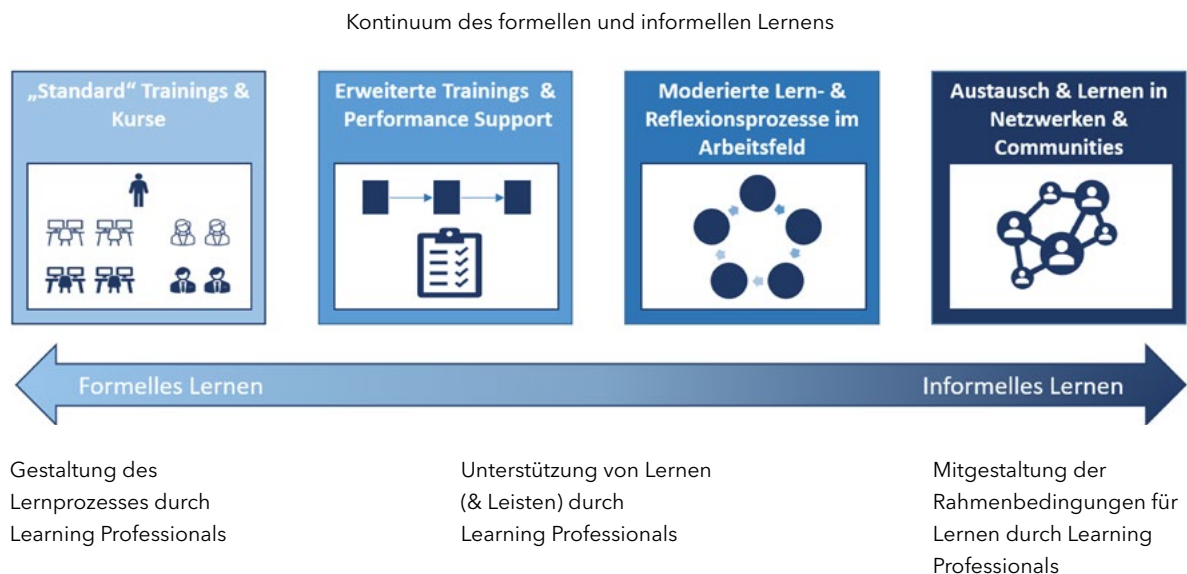 Kontinuum des formellen und informellen Lernens
„Standard“ Trainings &
Kurse
Erweiterte Trainings &
Performance Support
Moderierte Lern- &
Reflexionsprozesse im
Arbeitsfeld
Austausch & Lernen in
Netzwerken &
Communities
Formelles Lernen
Informelles Lernen
Gestaltung des
Lernprozesses durch
Learning Professionals
Unterstützung von Lernen
(& Leisten) durch
Learning Professionals
Mitgestaltung der
Rahmenbedingungen für
Lernen durch Learning
Professionals